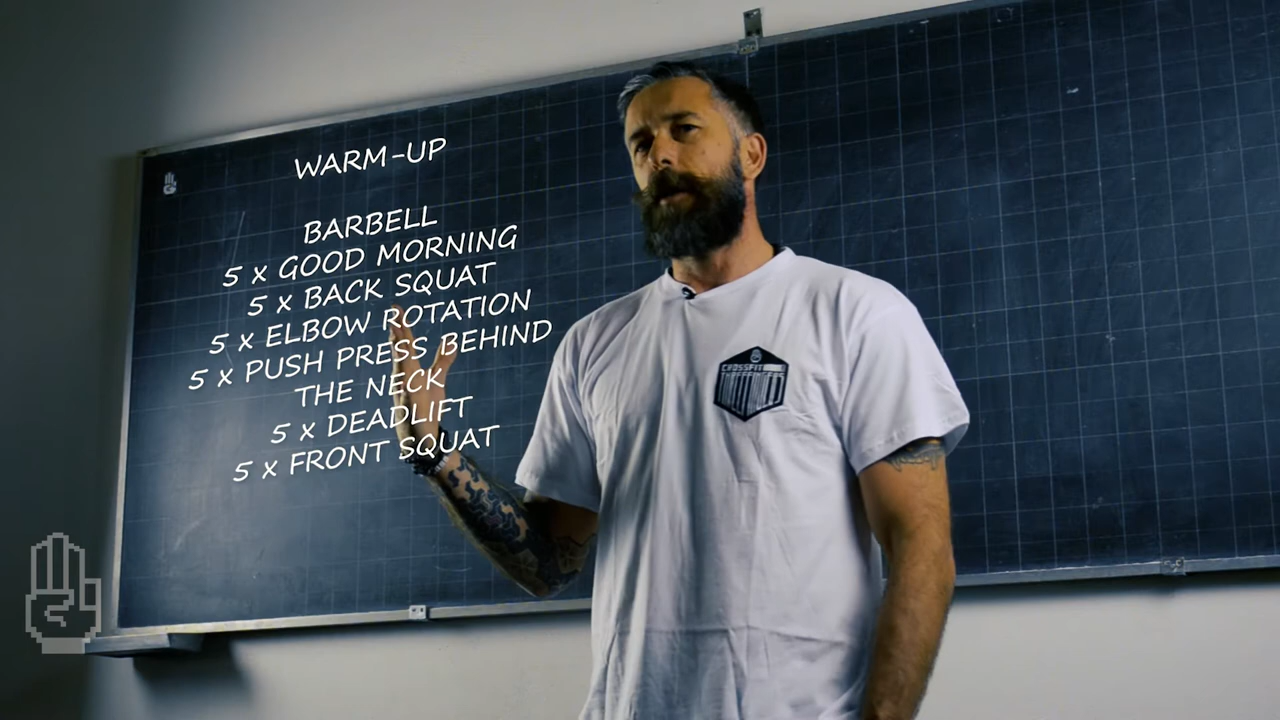 WARM-UP
BARBELL
5 x GOOD MORNING
5 x BACK SQUAT
5 x ELBOW ROTATION
5 x PUSH PRESS BEHIND
THE NECK
5 x DEADLIFT
5 x FRONT SQUAT
CROSSFIT